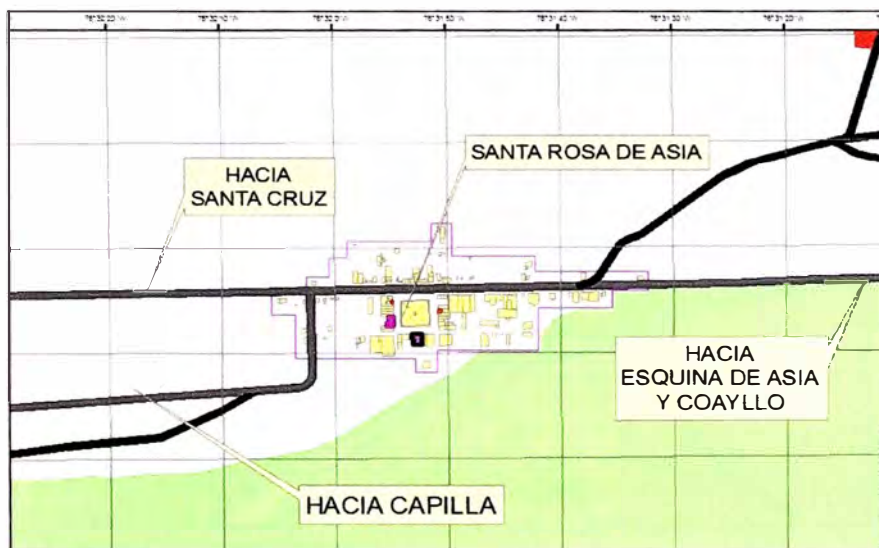 SANTA ROSA DE ASIA
HACIA
SANTA CRUZ
HACIA
ESQUINA DE ASIA
Y COAYLLO
HACIA CAPILLA